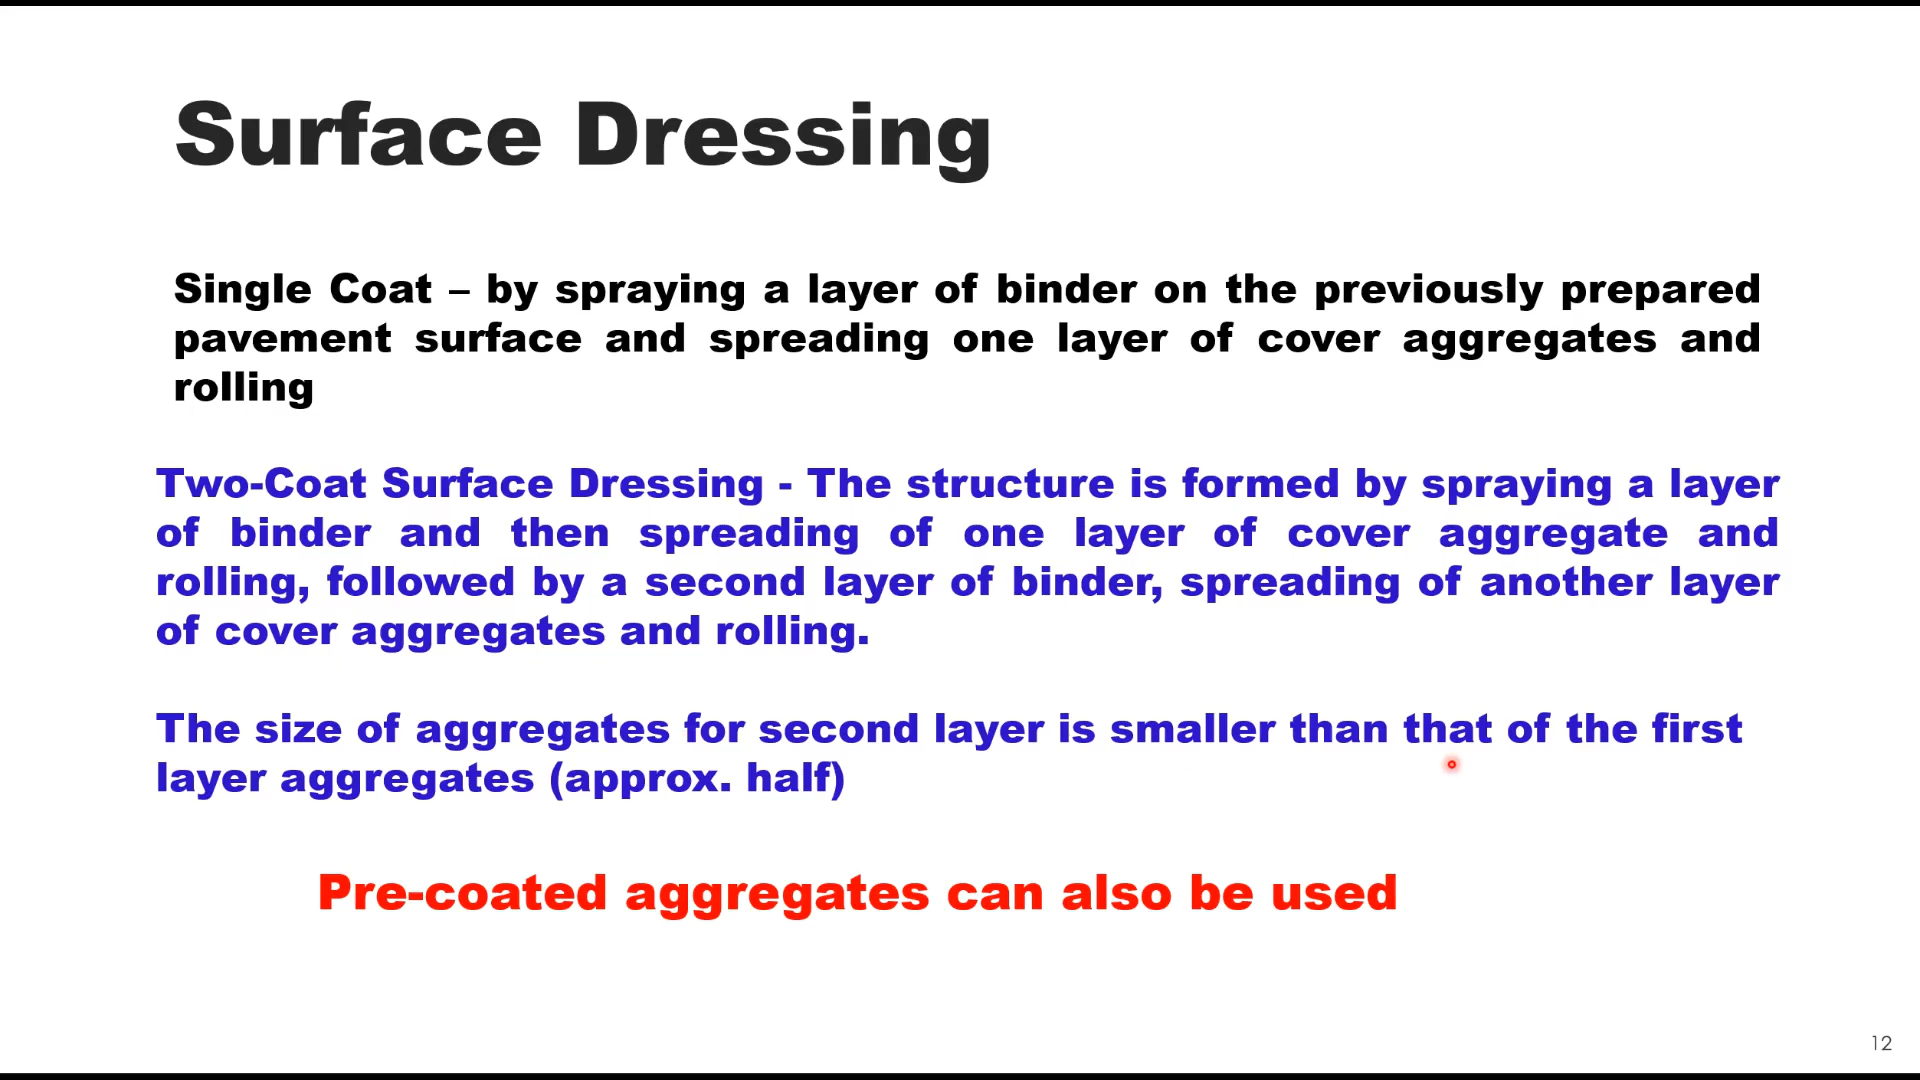 Surface Dressing
Single Coat – by spraying a layer of binder on the previously prepared
pavement surface and spreading one layer of cover aggregates and
rolling
Two-Coat Surface Dressing - The structure is formed by spraying a layer
of binder and then spreading of one layer of cover aggregate and
rolling, followed by a second layer of binder, spreading of another layer
of cover aggregates and rolling.
The size of aggregates for second layer is smaller than that of the first
layer aggregates (approx. half)
Pre-coated aggregates can also be used
12